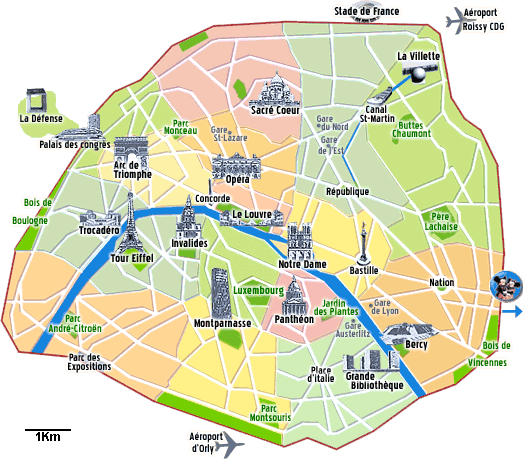 Stade de France
Aéroport
Roissy CDG
La Villette
La Défense
Palais des congrès
Sacré Coeur
Canal
St-Martin
Parc
Monceau
Gare
St-Lazare
Gare
du Nord
Gare
de l'Est
Buttes
Chaumont
Arc de
Triomphe
Opéra
République
Bois de
Boulogne
Concorde
Trocadéro
Le Louvre
Père
Lachaise
Invalides
Tour Eiffel
Notre Dame
Bastille
Nation
Luxembourg
Montparnasse
Panthéon
Jardin
des Plantes
Gare
de Lyon
Gare
Austerlitz
Parc
André-Citroën
Bercy
Bois de
Vincennes
Parc des
Expositions
Place
d'Italie
Grande
Bibliothèque
Parc
Montsouris
1Km
Aéroport
d'Orly